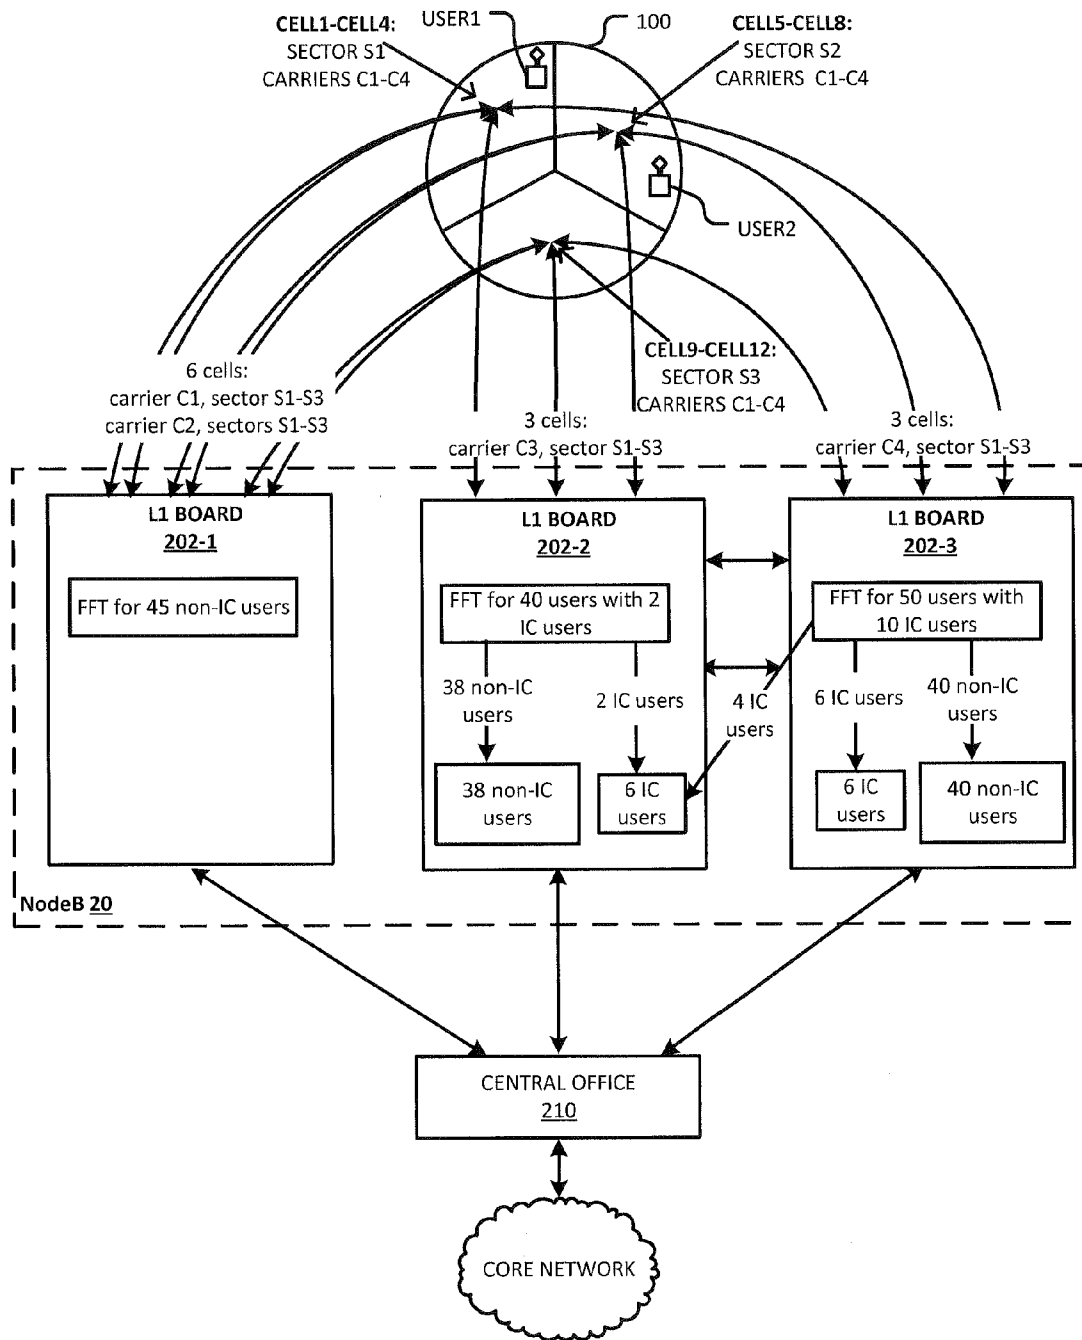 CELL1-CELL4:
SECTOR S1
CARRIERS C1-C4
USER1
100
CELL5-CELL8:
SECTOR S2
CARRIERS C1-C4
USER2
CELL9-CELL12:
SECTOR S3
CARRIERS C1-C4
6 cells:
carrier C1, sector S1-S3
carrier C2, sectors S1-S3
3 cells:
carrier C3, sector S1-S3
3 cells:
carrier C4, sector S1-S3
L1 BOARD
202-1
FFT for 45 non-IC users
L1 BOARD
202-2
FFT for 40 users with 2
IC users
38 non-IC
users
2 IC users
38 non-IC
users
6 IC
users
4 IC
users
L1 BOARD
202-3
FFT for 50 users with
10 IC users
6 IC users
40 non-IC
users
6 IC
users
40 non-IC
users
NodeB 20
CENTRAL OFFICE
210
CORE NETWORK